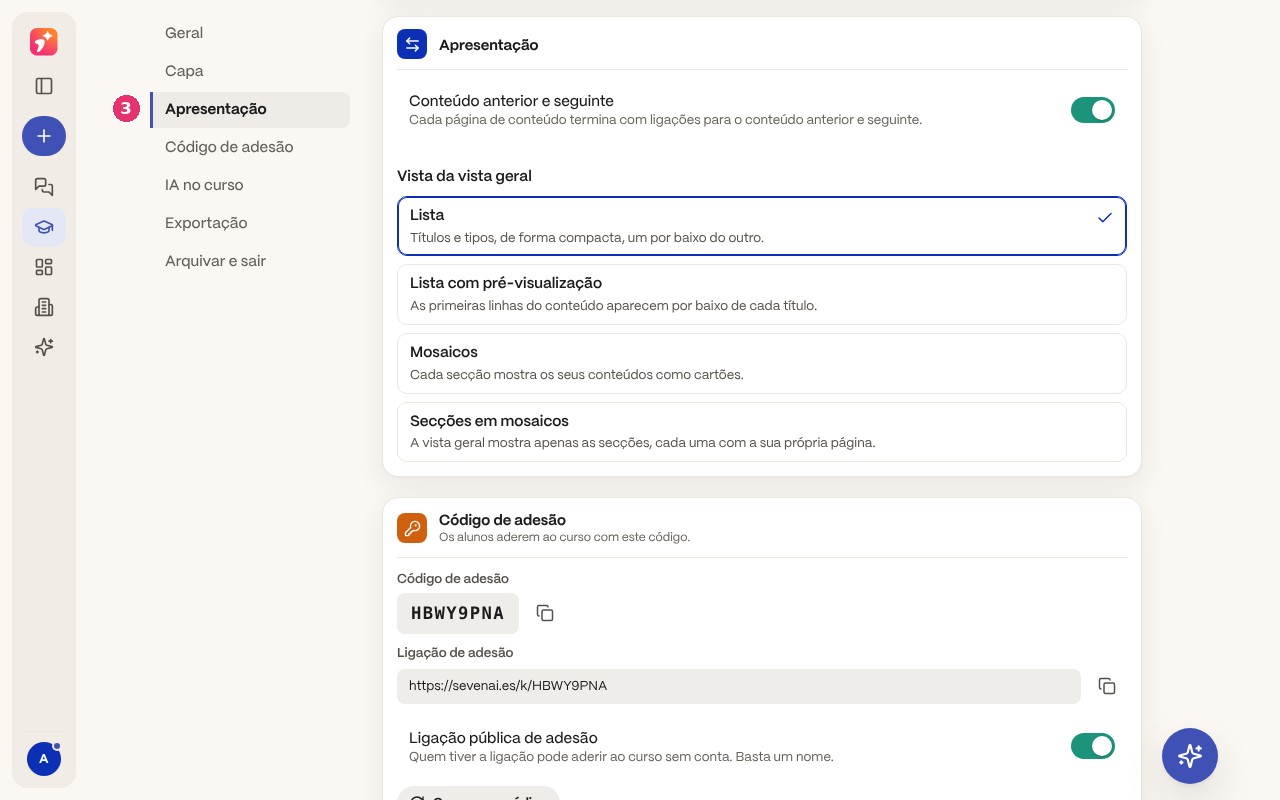 Geral
Capa
3
Apresentação
Código de adesão
IA no curso
Exportação
Arquivar e sair
A
Apresentação
Conteúdo anterior e seguinte
Cada página de conteúdo termina com ligações para o conteúdo anterior e seguinte.
Vista da vista geral
Lista
Títulos e tipos, de forma compacta, um por baixo do outro.
Lista com pré-visualização
As primeiras linhas do conteúdo aparecem por baixo de cada título.
Mosaicos
Cada secção mostra os seus conteúdos como cartões.
Secções em mosaicos
A vista geral mostra apenas as secções, cada uma com a sua própria página.
Código de adesão
Os alunos aderem ao curso com este código.
Código de adesão
HBWY9PNA
Ligação de adesão
https://sevenai.es/k/HBWY9PNA
Ligação pública de adesão
Quem tiver a ligação pode aderir ao curso sem conta. Basta um nome.